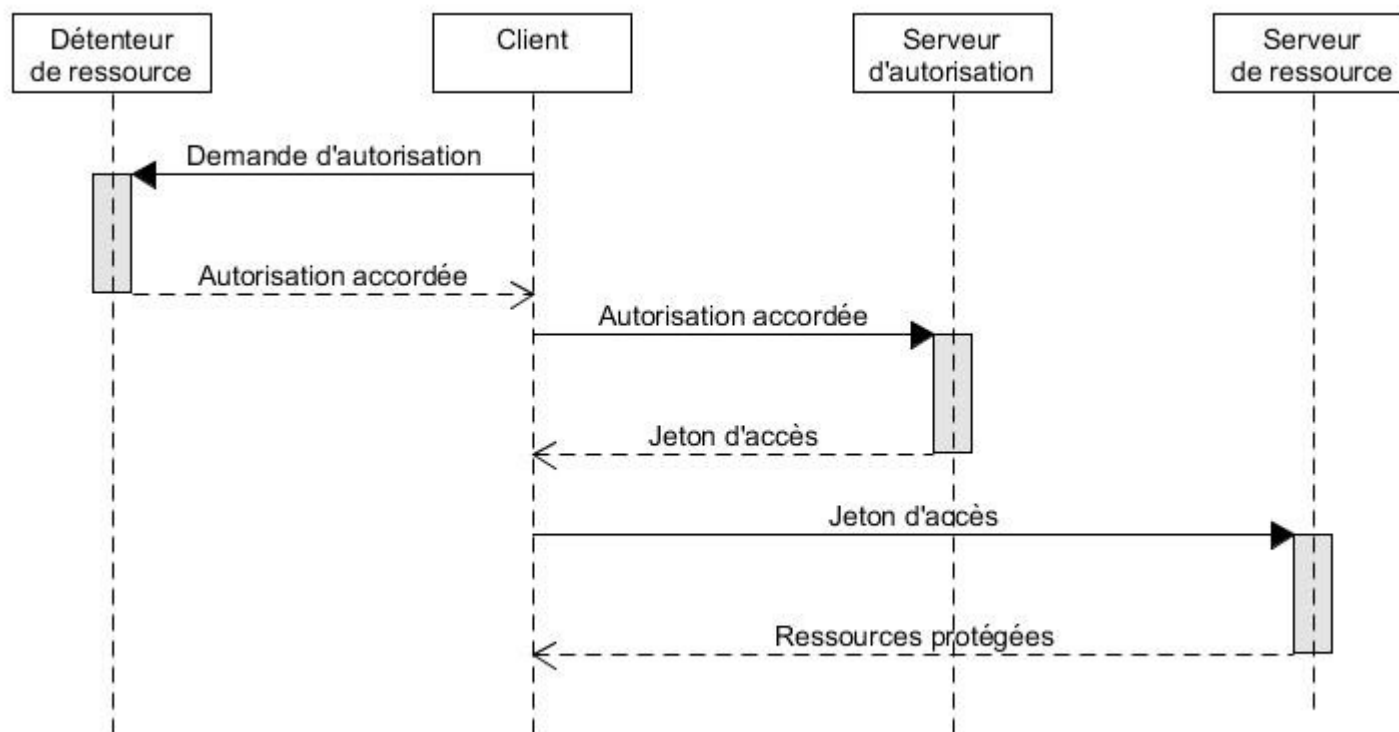 Détenteur
de ressource
Client
Serveur
d'autorisation
Serveur
de ressource
Demande d'autorisation
Autorisation accordée
Autorisation accordée
Jeton d'accès
Jeton d'accès
Ressources protégées